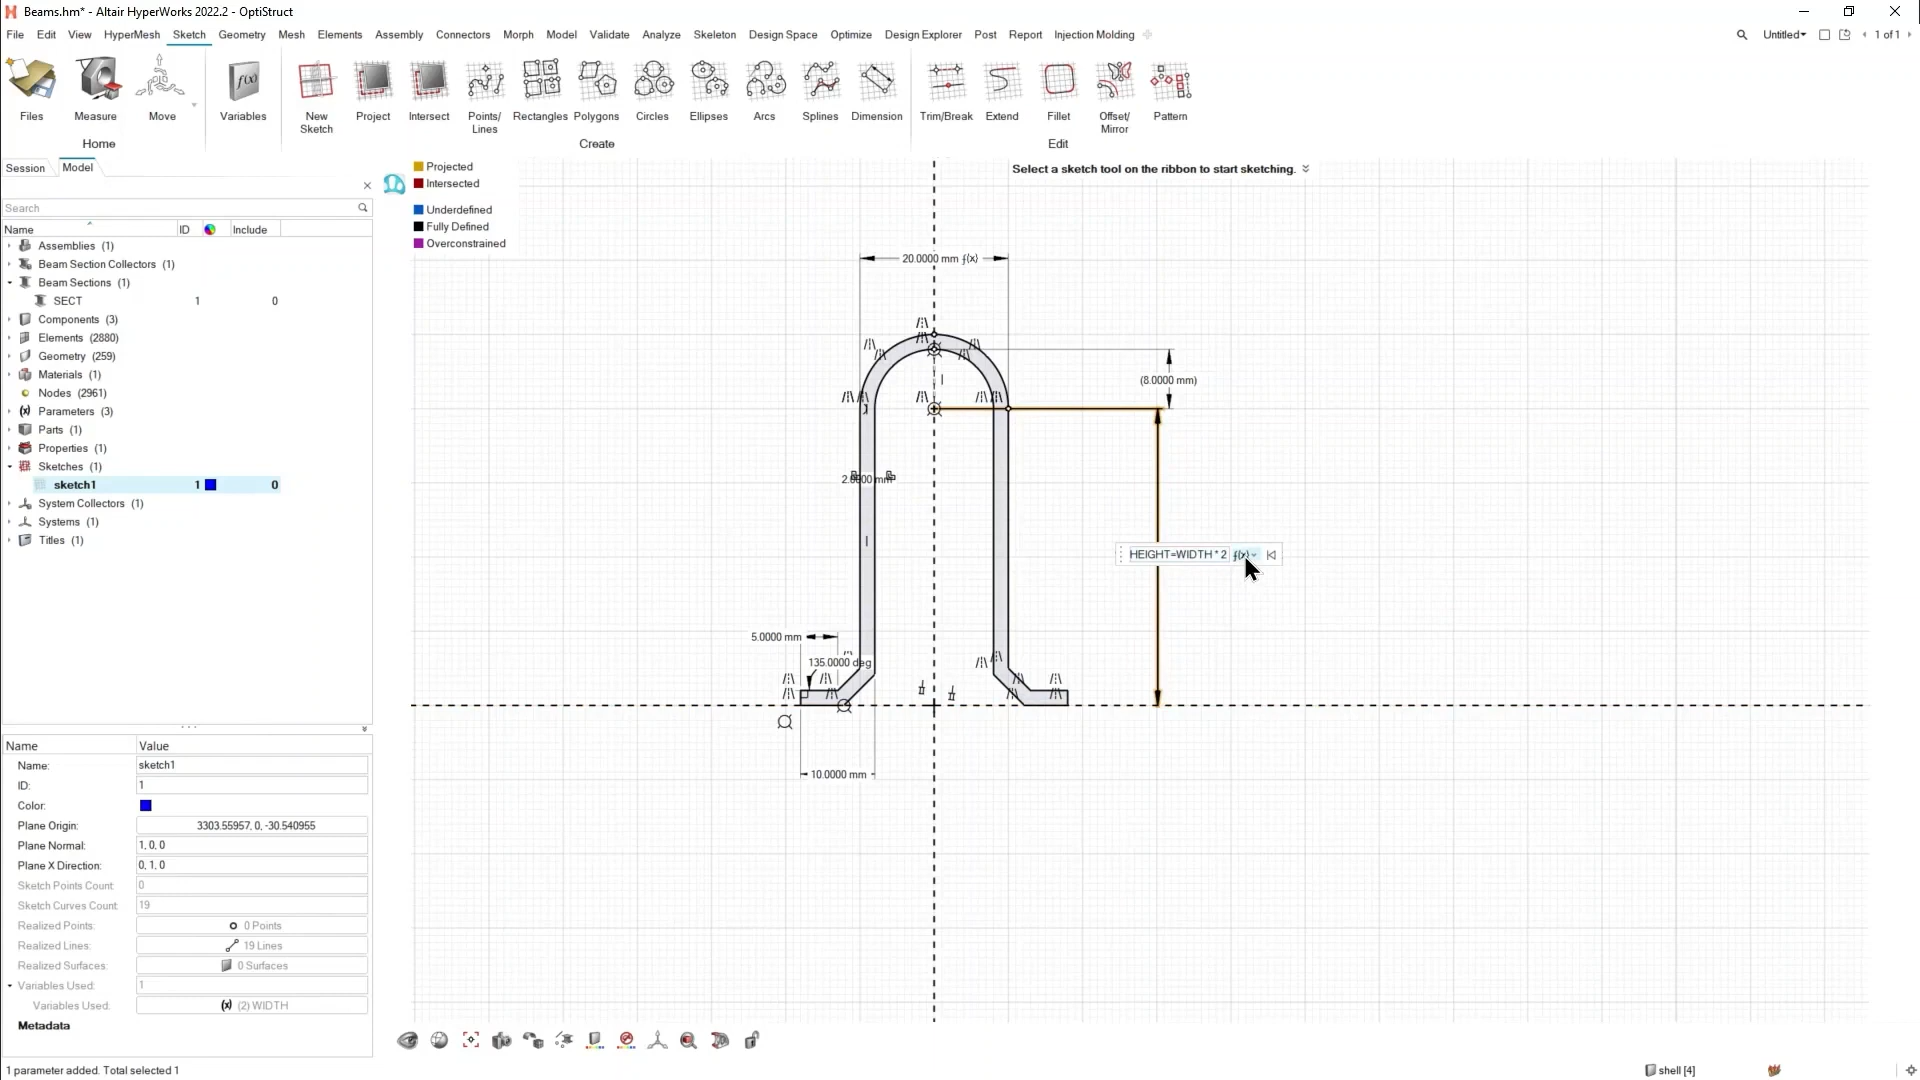 Beams.hm* - Altair HyperWorks 2022.2 - OptiStruct
File Edit View HyperMesh Sketch Geometry Mesh Elements Assembly Connectors Morph Model Validate Analyze Skeleton Design Space Optimize Design Explorer Post Report Injection Molding
Untitled
1 of 1
Files
Measure
Move
Variables
New Sketch
Project
Intersect
Points/ Lines
Rectangles
Polygons
Circles
Ellipses
Arcs
Splines
Dimension
Trim/Break
Extend
Fillet
Offset/ Mirror
Pattern
Home
Create
Edit
Session Model
Search
Name ID Include
Assemblies (1)
Beam Section Collectors (1)
Beam Sections (1)
SECT 1 0
Components (3)
Elements (2880)
Geometry (259)
Materials (1)
Nodes (2961)
Parameters (3)
Parts (1)
Properties (1)
Sketches (1)
sketch1 1 0
System Collectors (1)
Systems (1)
Titles (1)
Name Value
Name: sketch1
ID: 1
Color:
Plane Origin: 3303.55957, 0, -30.540955
Plane Normal: 1, 0, 0
Plane X Direction: 0, 1, 0
Sketch Points Count: 0
Sketch Curves Count: 19
Realized Points: 0 Points
Realized Lines: 19 Lines
Realized Surfaces: 0 Surfaces
Variables Used: 1
Variables Used: (x) (2) WIDTH
Metadata
1 parameter added. Total selected 1
Projected
Intersected
Underdefined
Fully Defined
Overconstrained
Select a sketch tool on the ribbon to start sketching.
20.0000 mm f(x)
(8.0000 mm)
HEIGHT=WIDTH * 2 f(x)
5.0000 mm
135.0000 deg
10.0000 mm
shell [4]